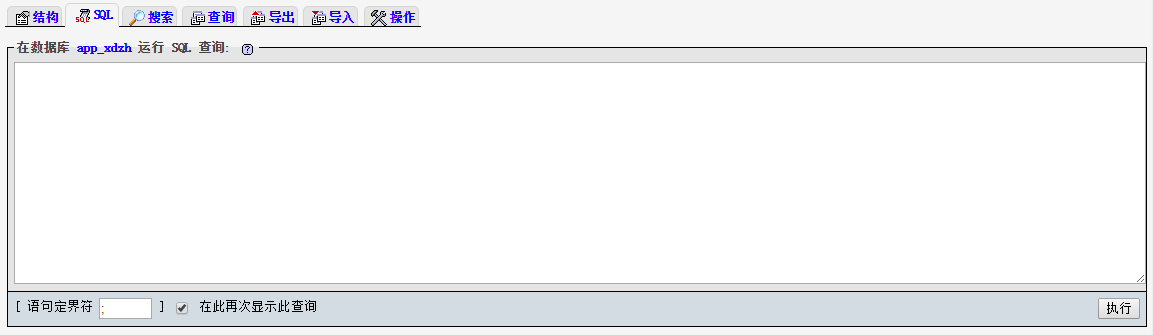 结构 SQL 搜索 查询 导出 导入 操作
在数据库 app_xdzh 运行 SQL 查询:
[ 语句定界符 ; ] 在此再次显示此查询 执行